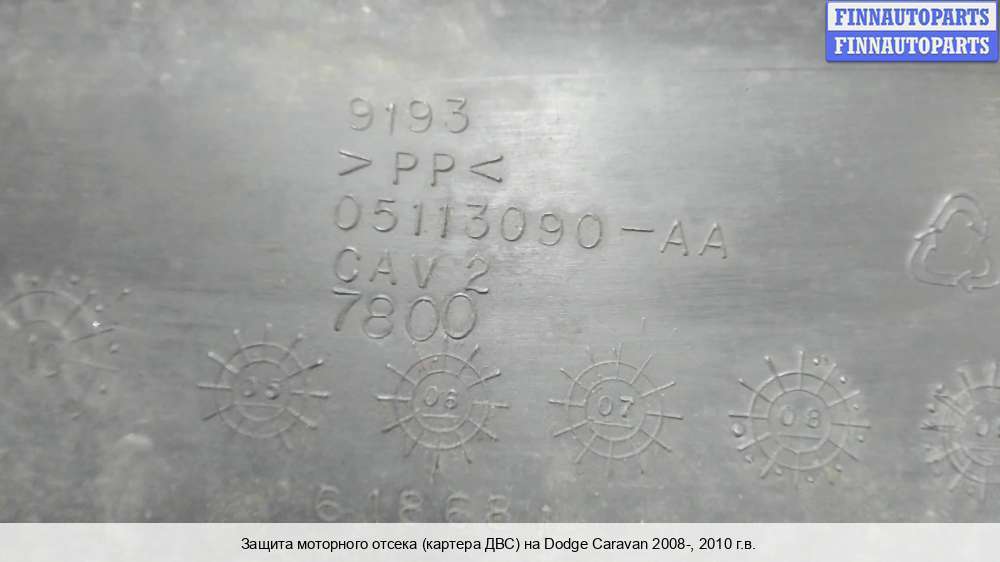 FINNAUTOPARTS
FINNAUTOPARTS
9193
>PP<
05113090-AA
CAV 2
7800
05
06
07
08
Защита моторного отсека (картера ДВС) на Dodge Caravan 2008-, 2010 г.в.